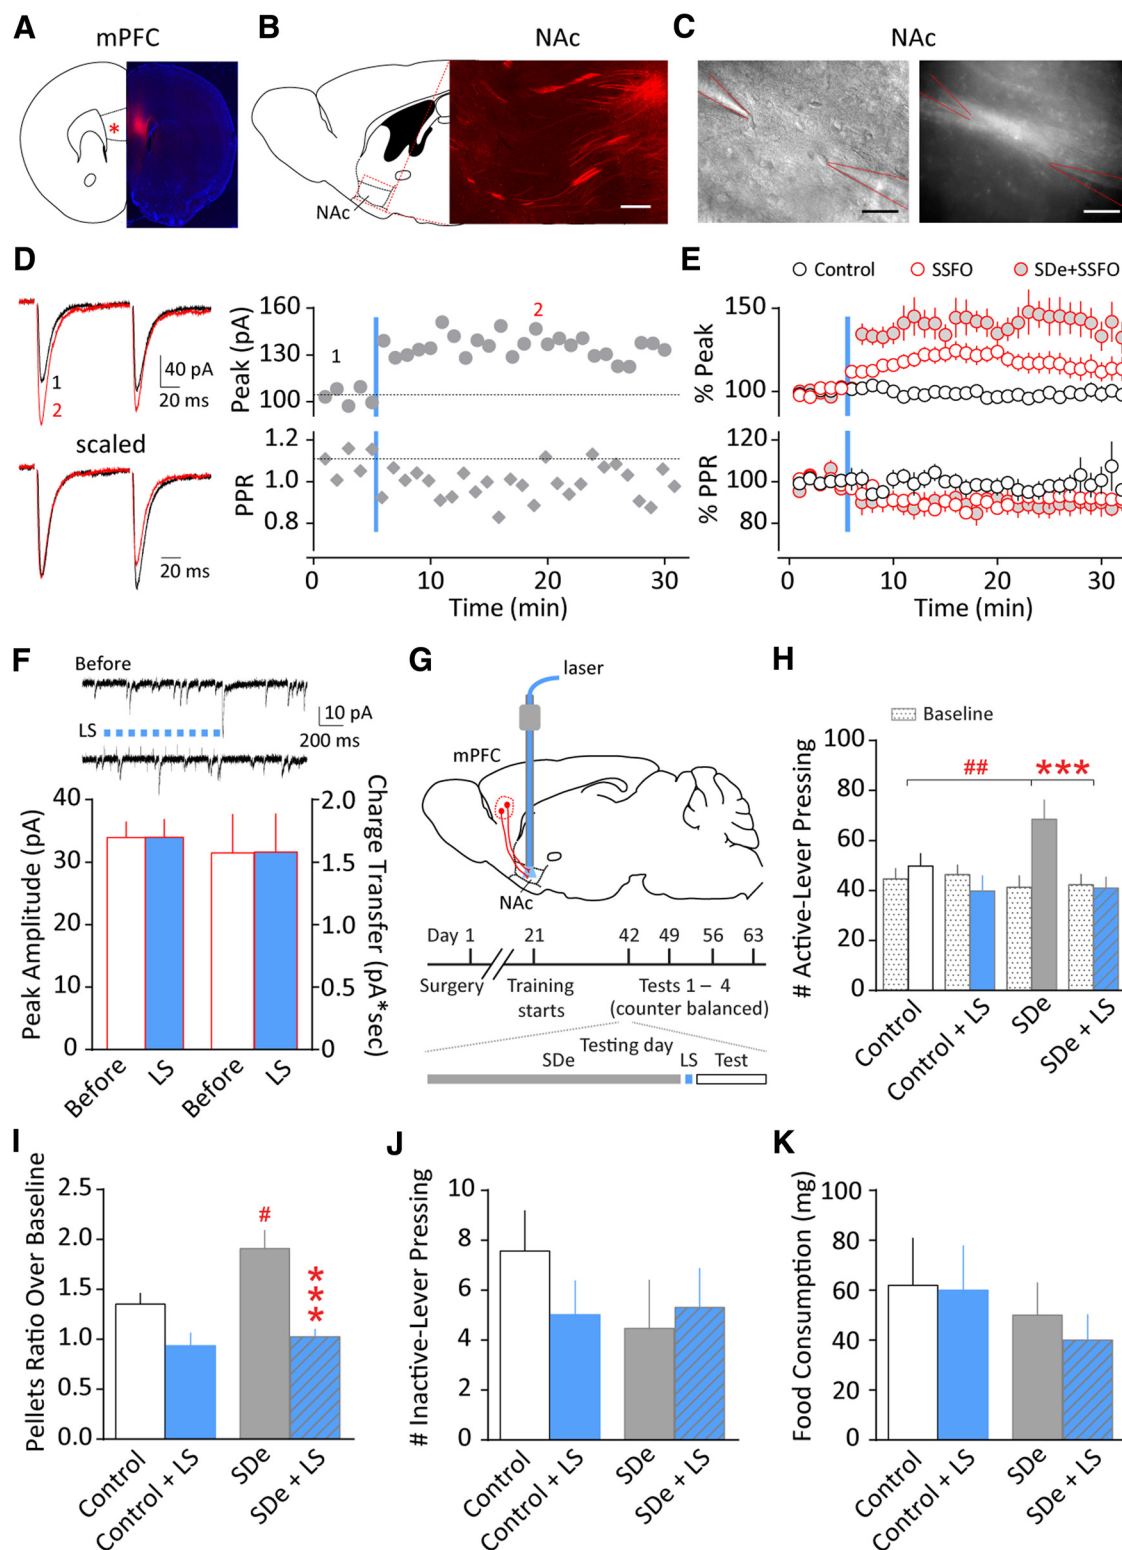 A
mPFC
*
B
NAc
NAc
C
NAc
D
1
2
40 pA
20 ms
scaled
20 ms
Peak (pA)
160
130
100
1
2
PPR
1.2
1.0
0.8
0
10
20
30
Time (min)
E
Control
SSFO
SDe+SSFO
% Peak
150
100
% PPR
120
100
80
0
10
20
30
Time (min)
F
Before
10 pA
200 ms
LS
Peak Amplitude (pA)
40
30
20
10
0
2.0
1.5
1.0
0.5
0
Charge Transfer (pA*sec)
Before
LS
Before
LS
G
laser
mPFC
NAc
Day 1
21
42
49
56
63
Surgery
Training
starts
Tests 1 – 4
(counter balanced)
Testing day
SDe
LS
Test
H
Baseline
# Active-Lever Pressing
100
80
60
40
20
0
##
***
Control
Control + LS
SDe
SDe + LS
I
Pellets Ratio Over Baseline
2.5
2.0
1.5
1.0
0.5
0.0
#
***
Control
Control + LS
SDe
SDe + LS
J
# Inactive-Lever Pressing
10
8
6
4
2
0
Control
Control + LS
SDe
SDe + LS
K
Food Consumption (mg)
100
80
60
40
20
0
Control
Control + LS
SDe
SDe + LS